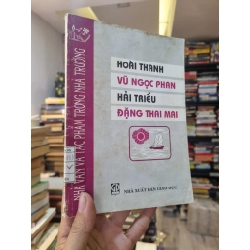 HOÀI THANH
VŨ NGỌC PHAN
HẢI TRIỀU
ĐẶNG THAI MAI
NHÀ XUẤT BẢN GIÁO DỤC
NHÀ VĂN VÀ TÁC PHẨM TRONG NHÀ TRƯỜNG